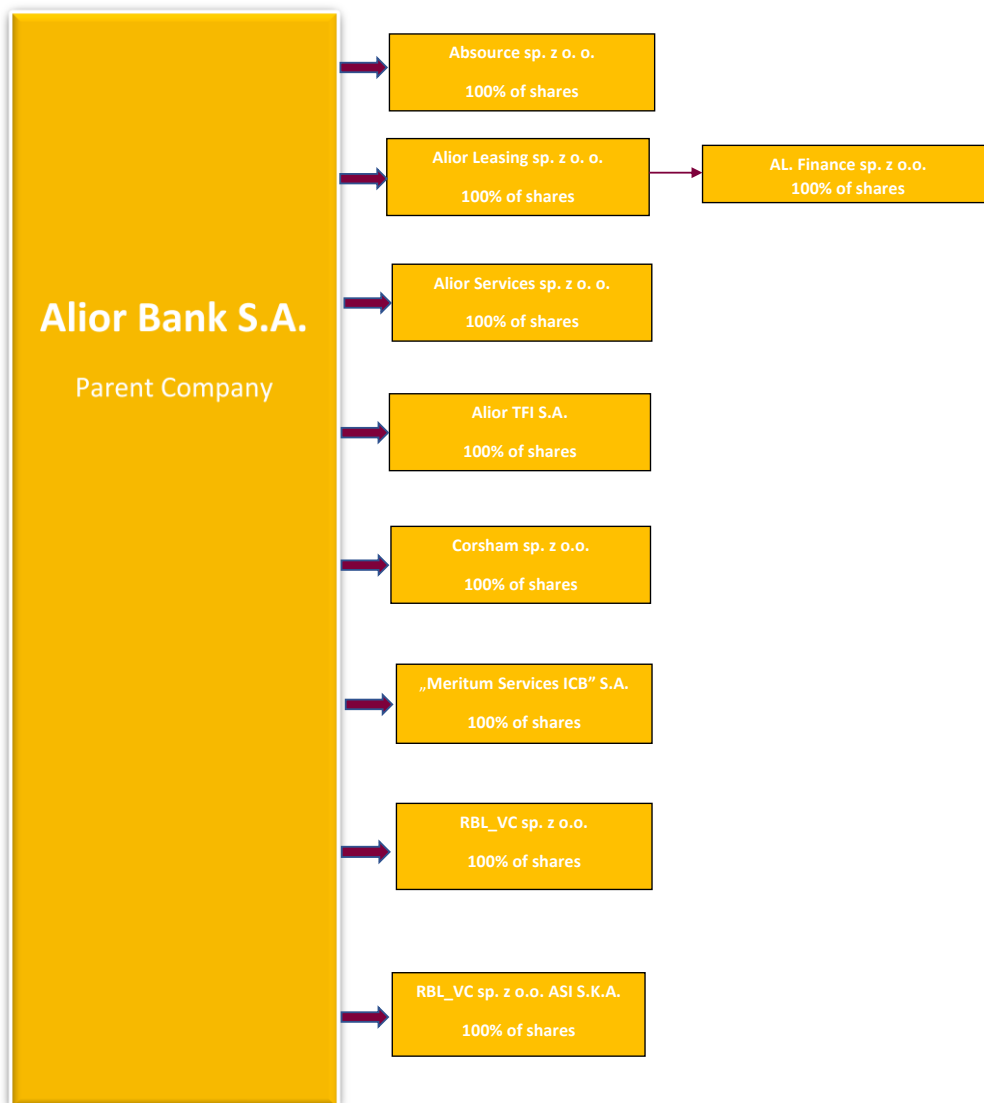 Alior Bank S.A.
Parent Company
Absource sp. z o. o.
100% of shares
Alior Leasing sp. z o. o.
100% of shares
AL. Finance sp. z o.o.
100% of shares
Alior Services sp. z o. o.
100% of shares
Alior TFI S.A.
100% of shares
Corsham sp. z o.o.
100% of shares
„Meritum Services ICB” S.A.
100% of shares
RBL_VC sp. z o.o.
100% of shares
RBL_VC sp. z o.o. ASI S.K.A.
100% of shares